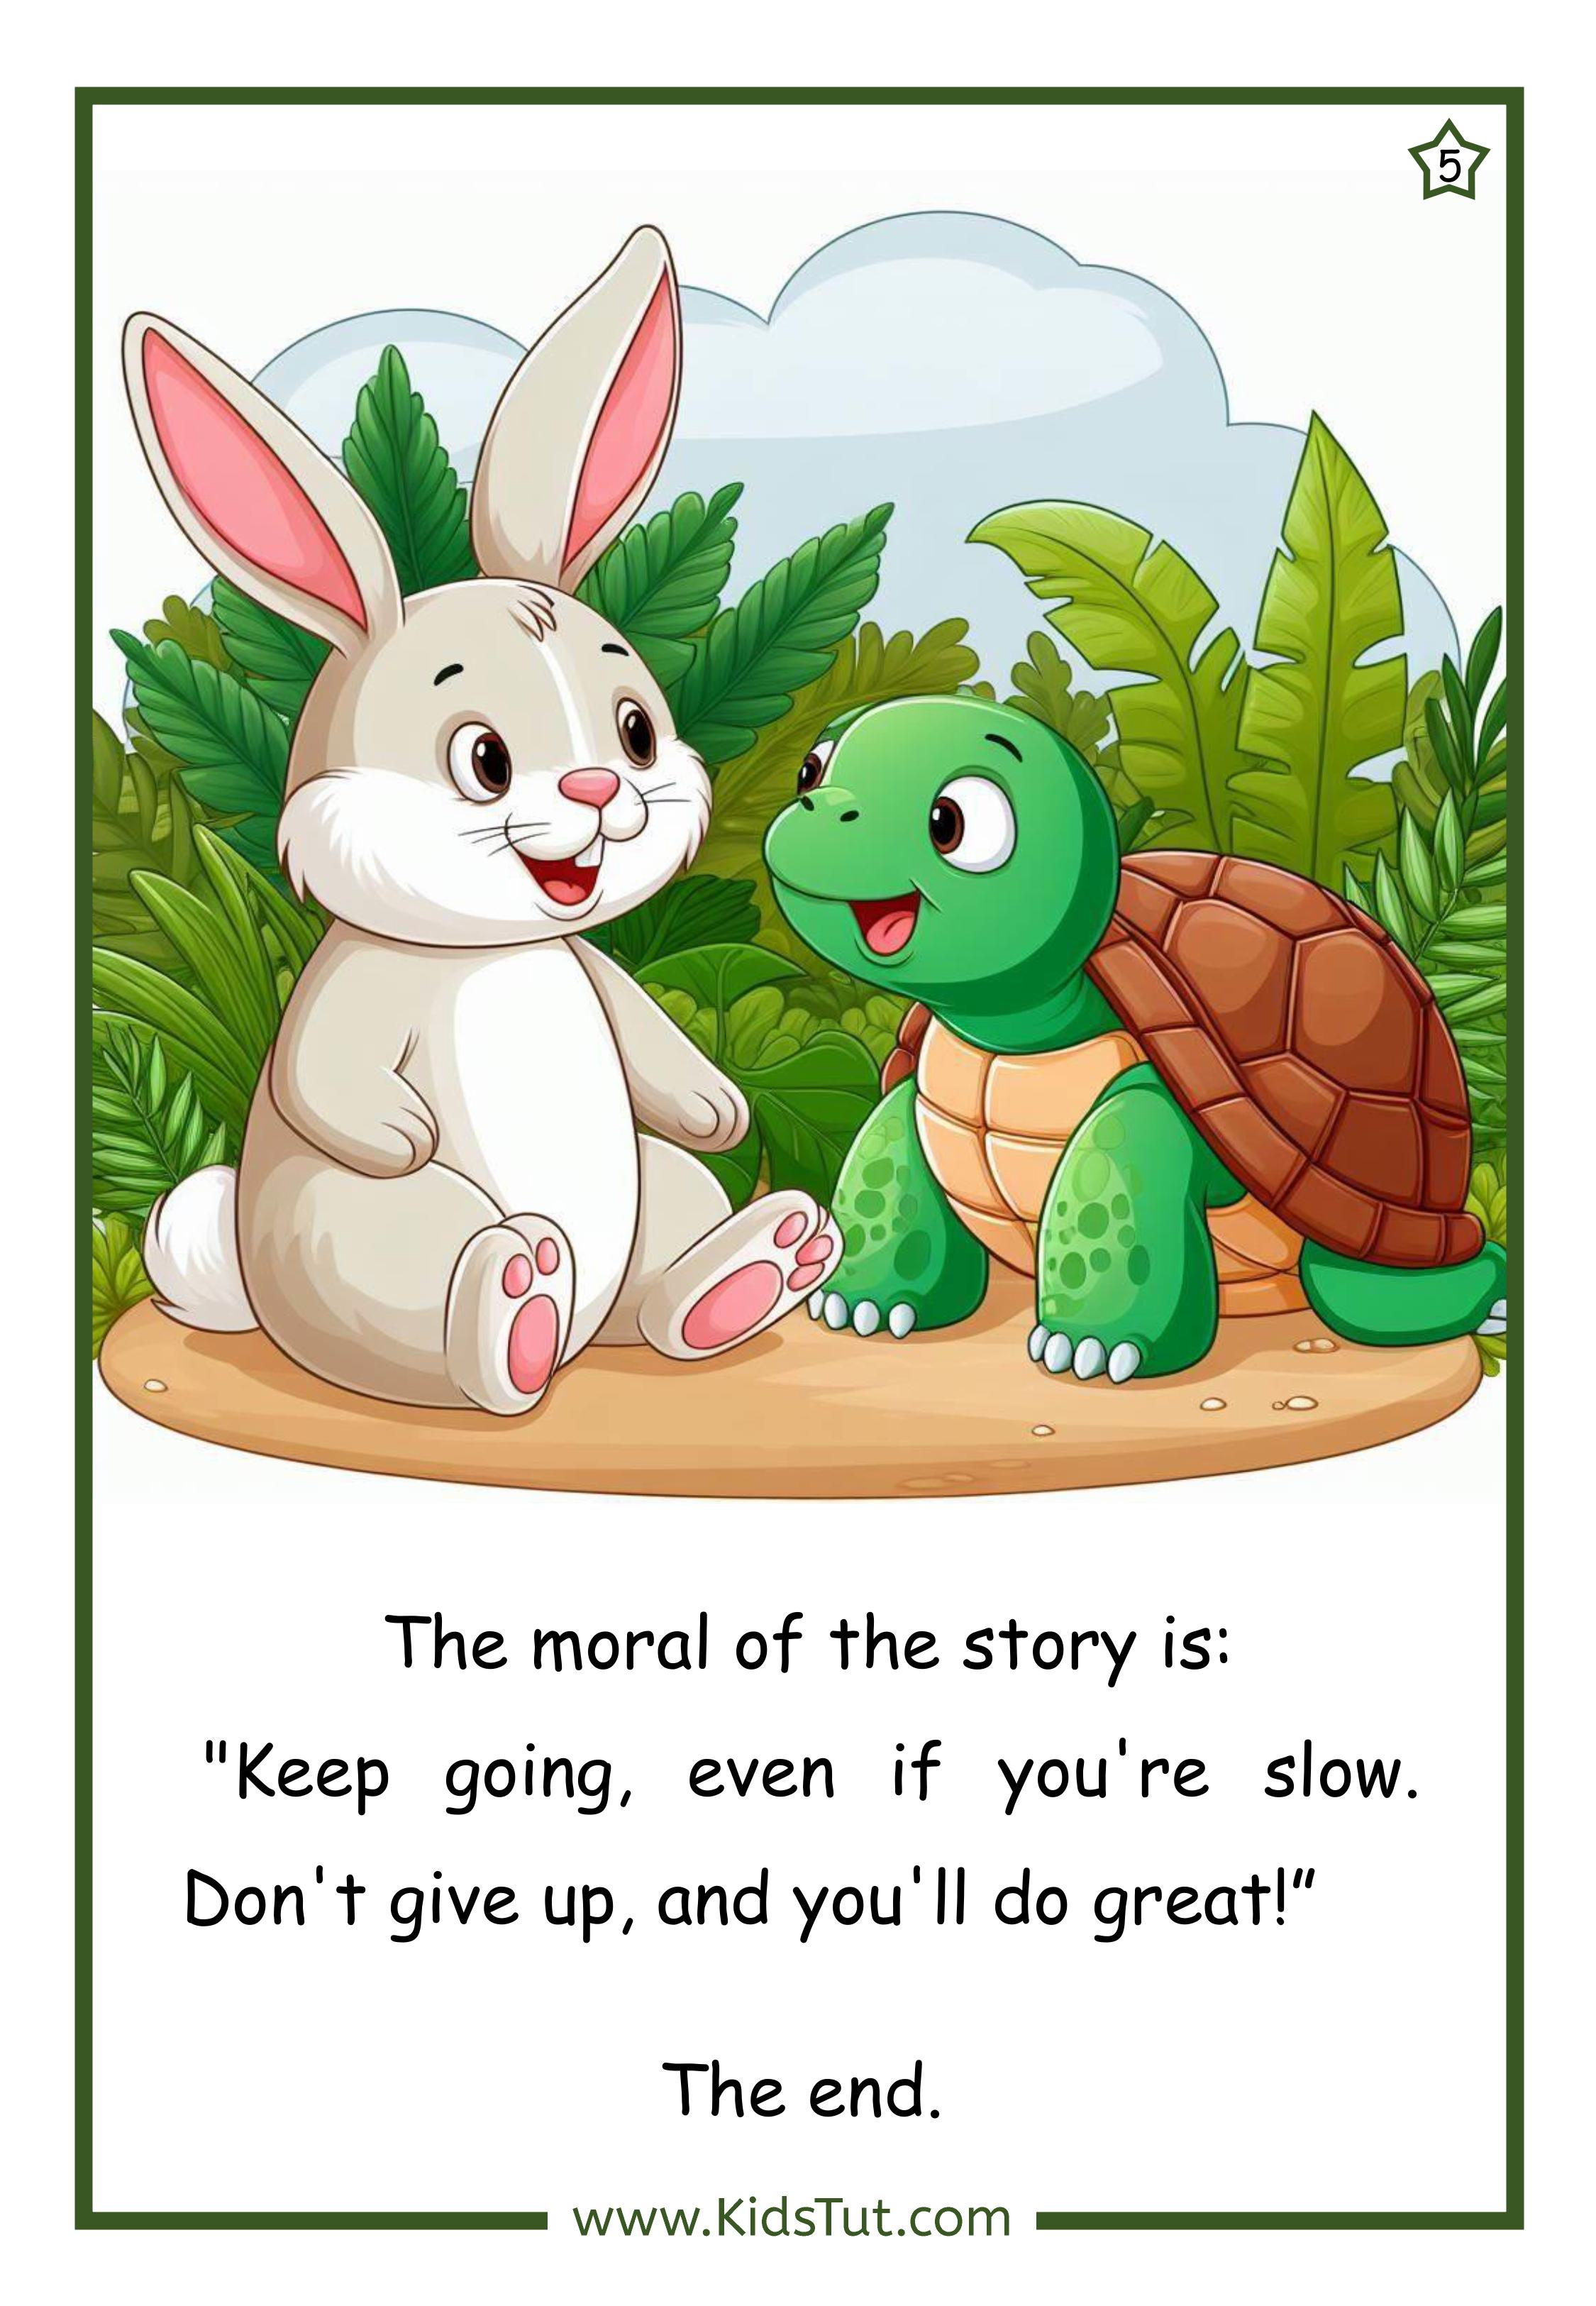 5
The moral of the story is:
"Keep going, even if you're slow.
Don't give up, and you'll do great!”
The end.
www.KidsTut.com